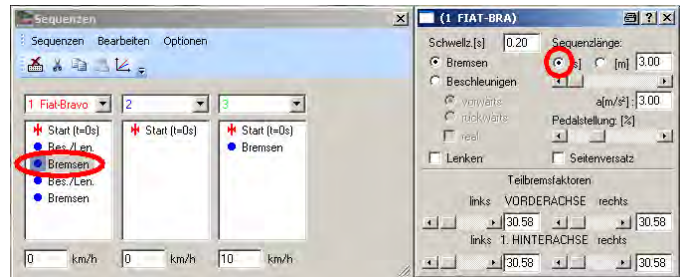 Sequenzen
Sequenzen Bearbeiten Optionen
1 Fiat-Bravo 2 3
Start (t=0s) Start (t=0s) Start (t=0s)
Bes./Len. Bremsen
Bremsen
Bes./Len.
Bremsen
0 km/h 0 km/h 10 km/h
(1 FIAT-BRA)
Schwellz.[s] 0.20 Sequenzlänge:
Bremsen [s] [m] 3.00
Beschleunigen
vorwärts a[m/s²]: 3.00
rückwärts Pedalstellung: [%]
real
Lenken Seitenversatz
Teilbremsfaktoren
links VORDERACHSE rechts
30.58 30.58
links 1. HINTERACHSE rechts
30.58 30.58